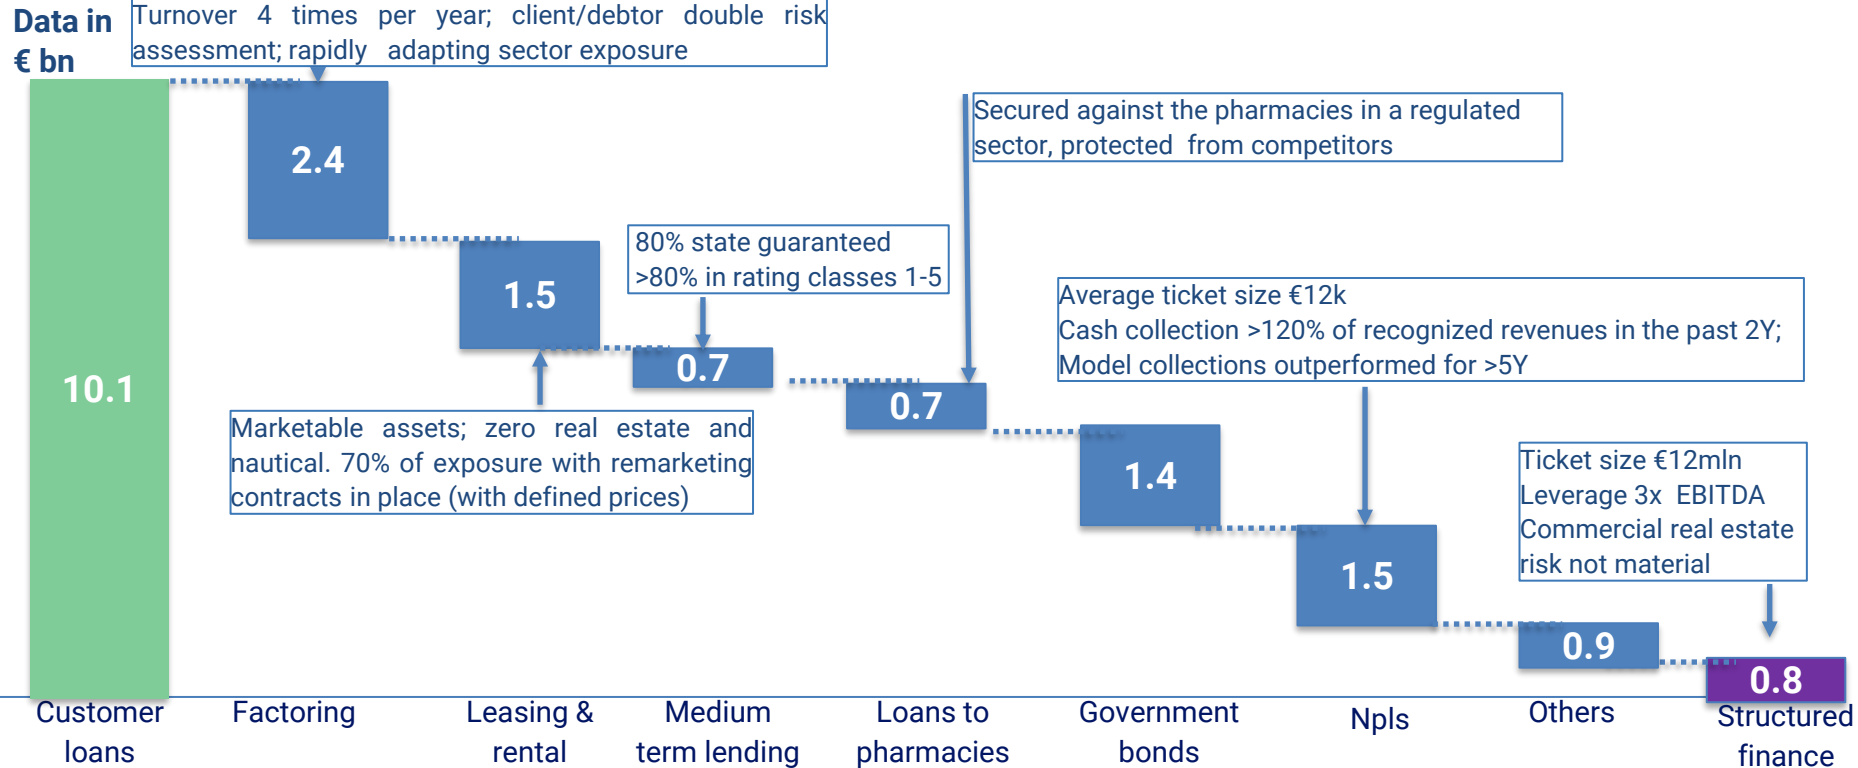 Data in
€ bn
Turnover 4 times per year; client/debtor double risk
assessment; rapidly adapting sector exposure
2.4
Secured against the pharmacies in a regulated
sector, protected from competitors
80% state guaranteed
>80% in rating classes 1-5
1.5
0.7
10.1
0.7
Average ticket size €12k
Cash collection >120% of recognized revenues in the past 2Y;
Model collections outperformed for >5Y
Marketable assets; zero real estate and
nautical. 70% of exposure with remarketing
contracts in place (with defined prices)
1.4
Ticket size €12mln
Leverage 3x EBITDA
Commercial real estate
risk not material
1.5
0.9
0.8
Customer
loans
Factoring
Leasing &
rental
Medium
term lending
Loans to
pharmacies
Government
bonds
Npls
Others
Structured
finance